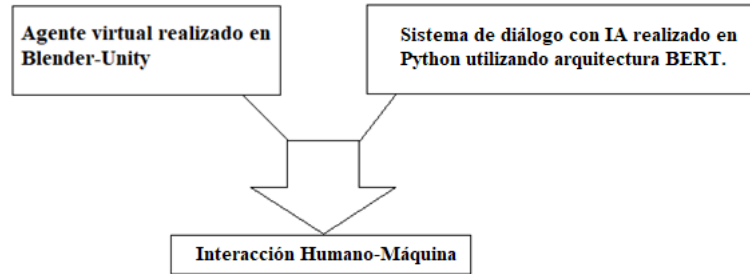 Agente virtual realizado en
Blender-Unity
Sistema de diálogo con IA realizado en
Python utilizando arquitectura BERT.
Interacción Humano-Máquina